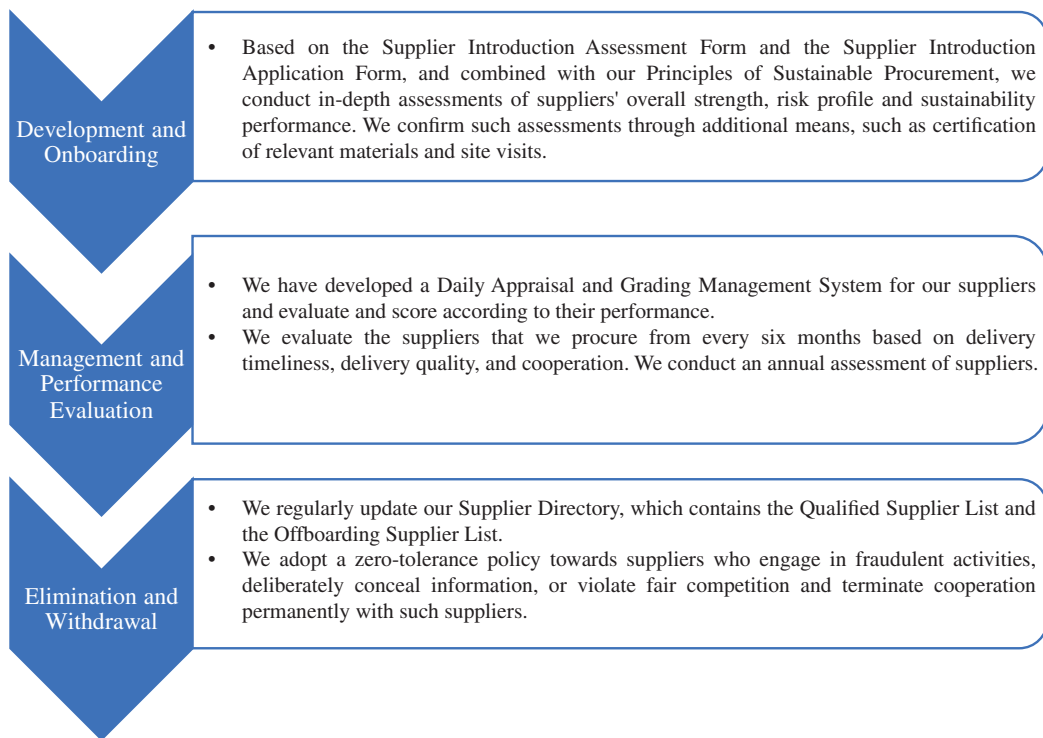 Development and
Onboarding
• Based on the Supplier Introduction Assessment Form and the Supplier Introduction
Application Form, and combined with our Principles of Sustainable Procurement, we
conduct in-depth assessments of suppliers' overall strength, risk profile and sustainability
performance. We confirm such assessments through additional means, such as certification
of relevant materials and site visits.
Management and
Performance
Evaluation
• We have developed a Daily Appraisal and Grading Management System for our suppliers
and evaluate and score according to their performance.
• We evaluate the suppliers that we procure from every six months based on delivery
timeliness, delivery quality, and cooperation. We conduct an annual assessment of suppliers.
Elimination and
Withdrawal
• We regularly update our Supplier Directory, which contains the Qualified Supplier List and
the Offboarding Supplier List.
• We adopt a zero-tolerance policy towards suppliers who engage in fraudulent activities,
deliberately conceal information, or violate fair competition and terminate cooperation
permanently with such suppliers.